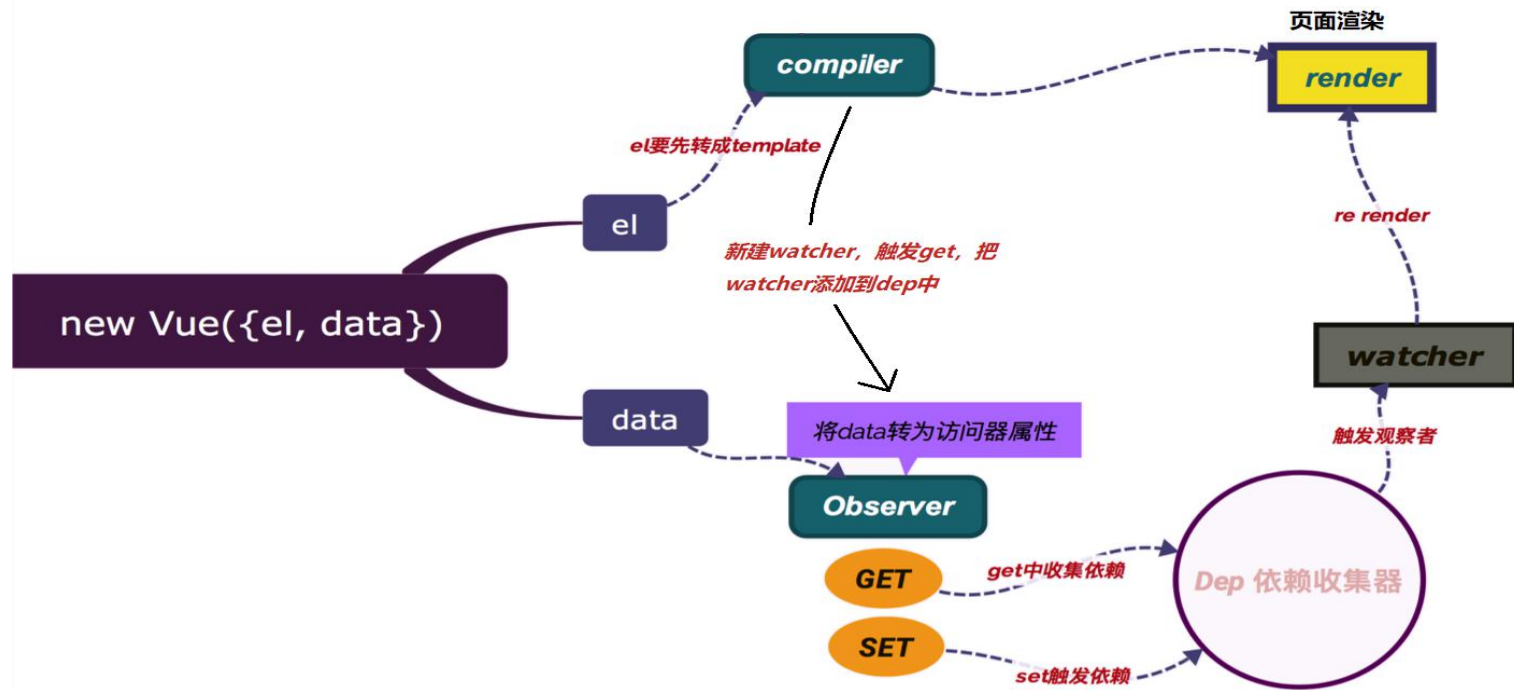 页面渲染
compiler
render
el要先转成template
el
re render
新建watcher，触发get，把
watcher添加到dep中
new Vue({el, data})
watcher
data
将data转为访问器属性
触发观察者
Observer
GET
get中收集依赖
Dep 依赖收集器
SET
set触发依赖